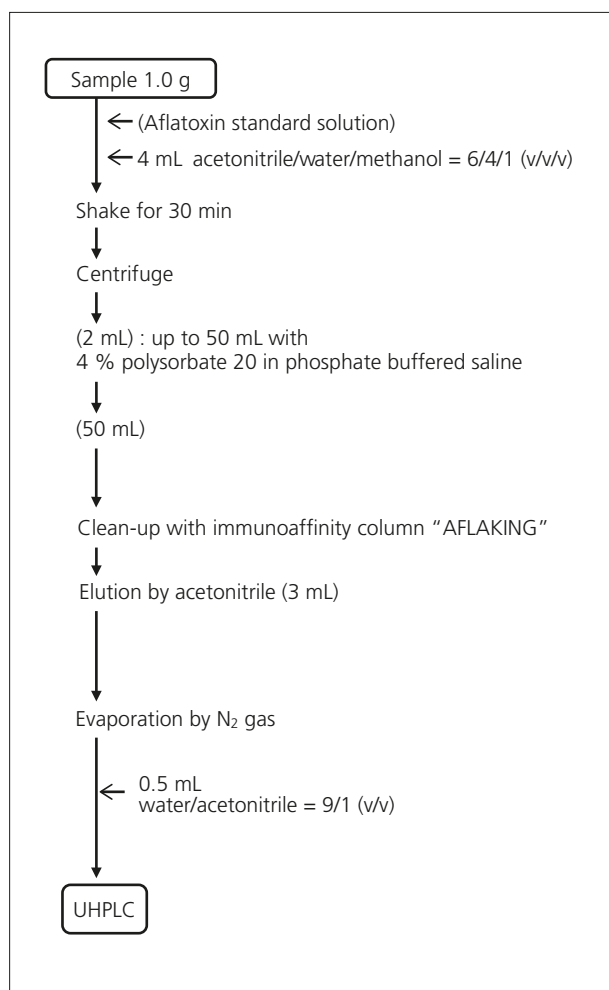 Sample 1.0 g
(Aflatoxin standard solution)
4 mL acetonitrile/water/methanol = 6/4/1 (v/v/v)
Shake for 30 min
Centrifuge
(2 mL) : up to 50 mL with
4 % polysorbate 20 in phosphate buffered saline
(50 mL)
Clean-up with immunoaffinity column “AFLAKING”
Elution by acetonitrile (3 mL)
Evaporation by N₂ gas
0.5 mL
water/acetonitrile = 9/1 (v/v)
UHPLC